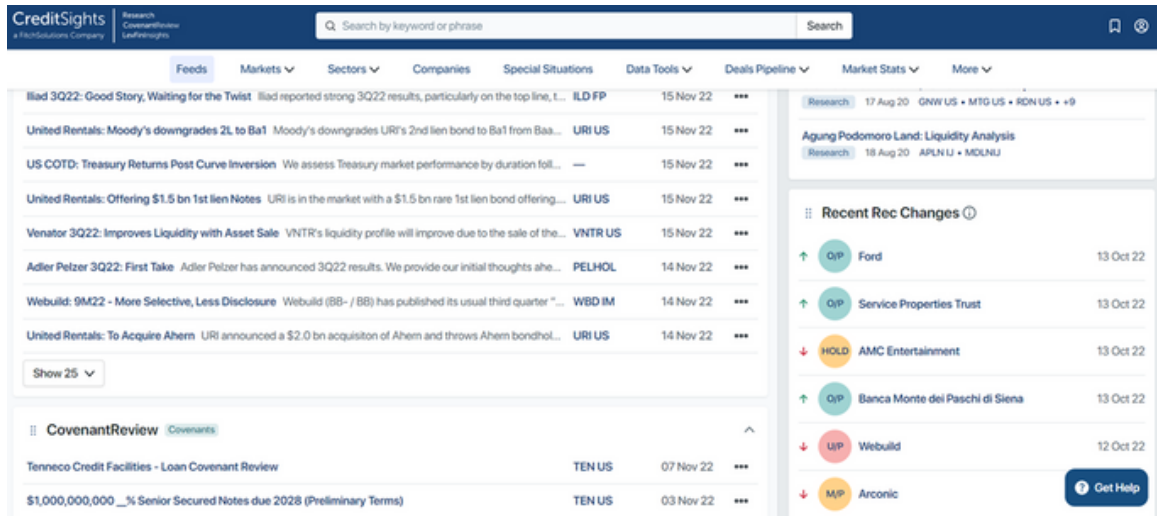 CreditSights
a FitchSolutions Company
Research
CovenantReview
LevFinInsights
Search by keyword or phrase
Search
Feeds Markets Sectors Companies Special Situations Data Tools Deals Pipeline Market Stats More
Iliad 3Q22: Good Story, Waiting for the Twist Iliad reported strong 3Q22 results, particularly on the top line, t... ILD FP 15 Nov 22
United Rentals: Moody's downgrades 2L to Ba1 Moody's downgrades URI's 2nd lien bond to Ba1 from Baa... URI US 15 Nov 22
US COTD: Treasury Returns Post Curve Inversion We assess Treasury market performance by duration foll... — 15 Nov 22
United Rentals: Offering $1.5 bn 1st lien Notes URI is in the market with a $1.5 bn rare 1st lien bond offering.... URI US 15 Nov 22
Venator 3Q22: Improves Liquidity with Asset Sale VNTR's liquidity profile will improve due to the sale of the... VNTR US 15 Nov 22
Adler Pelzer 3Q22: First Take Adler Pelzer has announced 3Q22 results. We provide our initial thoughts ahe... PELHOL 14 Nov 22
Webuild: 9M22 - More Selective, Less Disclosure Webuild (BB- / BB) has published its usual third quarter "... WBD IM 14 Nov 22
United Rentals: To Acquire Ahern URI announced a $2.0 bn acquisiton of Ahern and throws Ahern bondhol... URI US 14 Nov 22
Show 25
CovenantReview Covenants
Tenneco Credit Facilities - Loan Covenant Review TEN US 07 Nov 22
$1,000,000,000 __% Senior Secured Notes due 2028 (Preliminary Terms) TEN US 03 Nov 22
Research 17 Aug 20 GNW US • MTG US • RDN US • +9
Agung Podomoro Land: Liquidity Analysis
Research 18 Aug 20 APLN IJ • MDLNIJ
Recent Rec Changes
O/P Ford 13 Oct 22
O/P Service Properties Trust 13 Oct 22
HOLD AMC Entertainment 13 Oct 22
O/P Banca Monte dei Paschi di Siena 13 Oct 22
U/P Webuild 12 Oct 22
M/P Arconic
Get Help